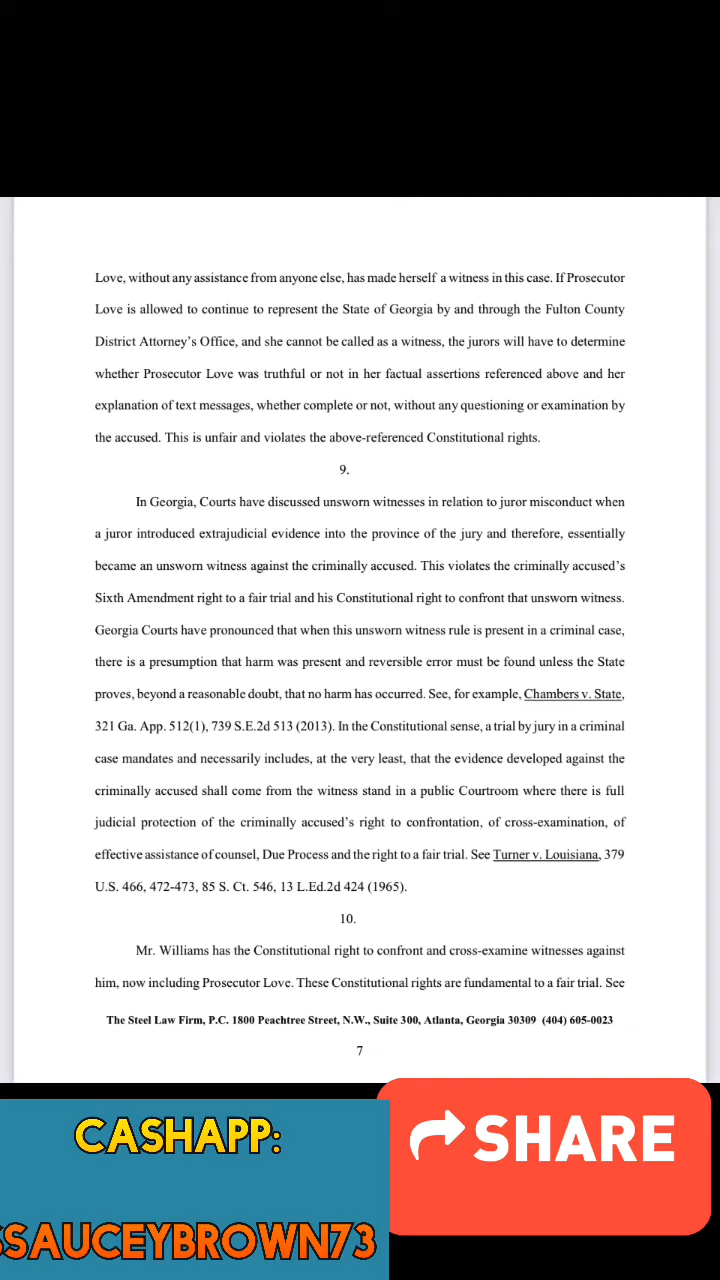 Love, without any assistance from anyone else, has made herself a witness in this case. If Prosecutor
Love is allowed to continue to represent the State of Georgia by and through the Fulton County
District Attorney's Office, and she cannot be called as a witness, the jurors will have to determine
whether Prosecutor Love was truthful or not in her factual assertions referenced above and her
explanation of text messages, whether complete or not, without any questioning or examination by
the accused. This is unfair and violates the above-referenced Constitutional rights.
9.
In Georgia, Courts have discussed unsworn witnesses in relation to juror misconduct when
a juror introduced extrajudicial evidence into the province of the jury and therefore, essentially
became an unsworn witness against the criminally accused. This violates the criminally accused's
Sixth Amendment right to a fair trial and his Constitutional right to confront that unsworn witness.
Georgia Courts have pronounced that when this unsworn witness rule is present in a criminal case,
there is a presumption that harm was present and reversible error must be found unless the State
proves, beyond a reasonable doubt, that no harm has occurred. See, for example, Chambers v. State,
321 Ga. App. 512(1), 739 S.E.2d 513 (2013). In the Constitutional sense, a trial by jury in a criminal
case mandates and necessarily includes, at the very least, that the evidence developed against the
criminally accused shall come from the witness stand in a public Courtroom where there is full
judicial protection of the criminally accused's right to confrontation, of cross-examination, of
effective assistance of counsel, Due Process and the right to a fair trial. See Turner v. Louisiana, 379
U.S. 466, 472-473, 85 S. Ct. 546, 13 L.Ed.2d 424 (1965).
10.
Mr. Williams has the Constitutional right to confront and cross-examine witnesses against
him, now including Prosecutor Love. These Constitutional rights are fundamental to a fair trial. See
The Steel Law Firm, P.C. 1800 Peachtree Street, N.W., Suite 300, Atlanta, Georgia 30309 (404) 605-0023
7
CASHAPP:
SHARE
$SAUCEYBROWN73